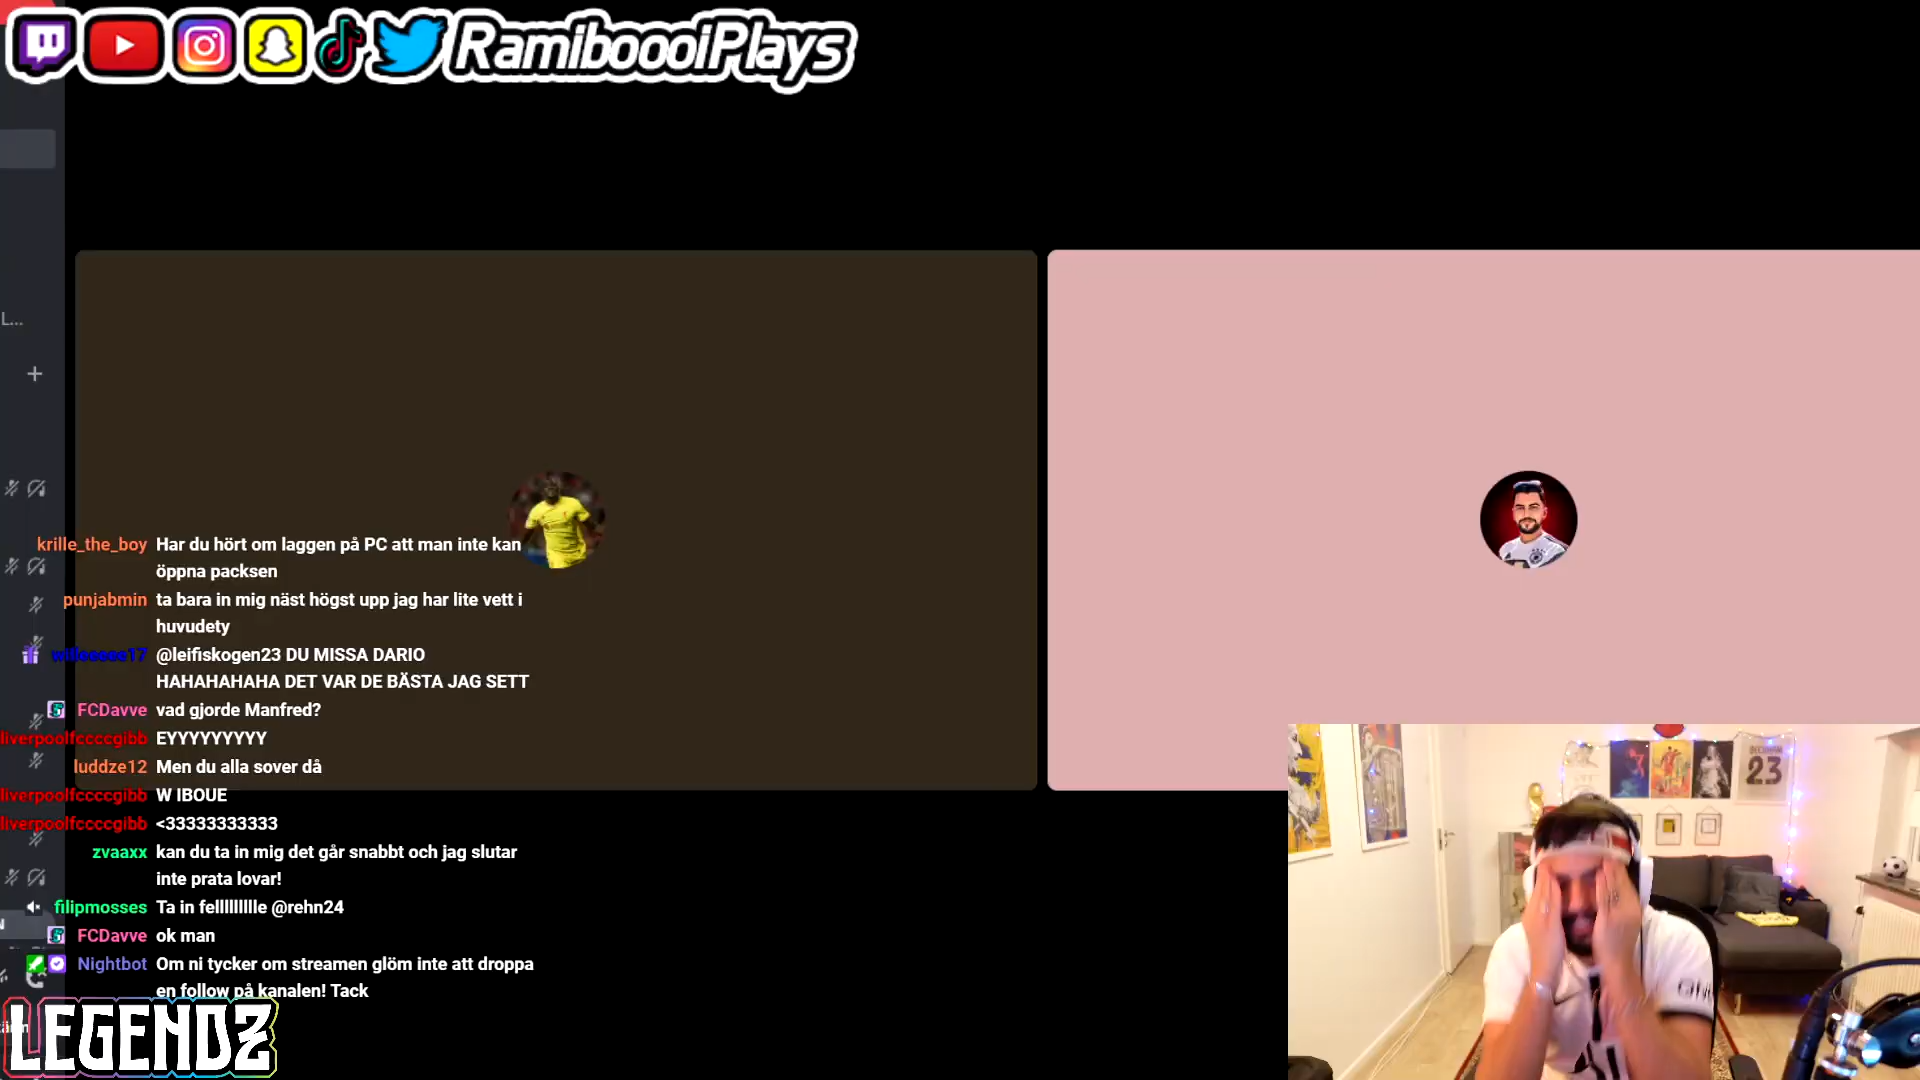 RamiboooiPlays
L...
krille_the_boy Har du hört om laggen på PC att man inte kan
öppna packsen
punjabmin ta bara in mig näst högst upp jag har lite vett i
huvudety
@leifiskogen23 DU MISSA DARIO
HAHAHAHAHA DET VAR DE BÄSTA JAG SETT
FCDavve vad gjorde Manfred?
liverpoolfccccgibb EYYYYYYYYY
luddze12 Men du alla sover då
liverpoolfccccgibb W IBOUE
liverpoolfccccgibb <33333333333
zvaaxx kan du ta in mig det går snabbt och jag slutar
inte prata lovar!
filipmosses Ta in fellllllllle @rehn24
FCDavve ok man
Nightbot Om ni tycker om streamen glöm inte att droppa
en follow på kanalen! Tack
LEGENDZ
23